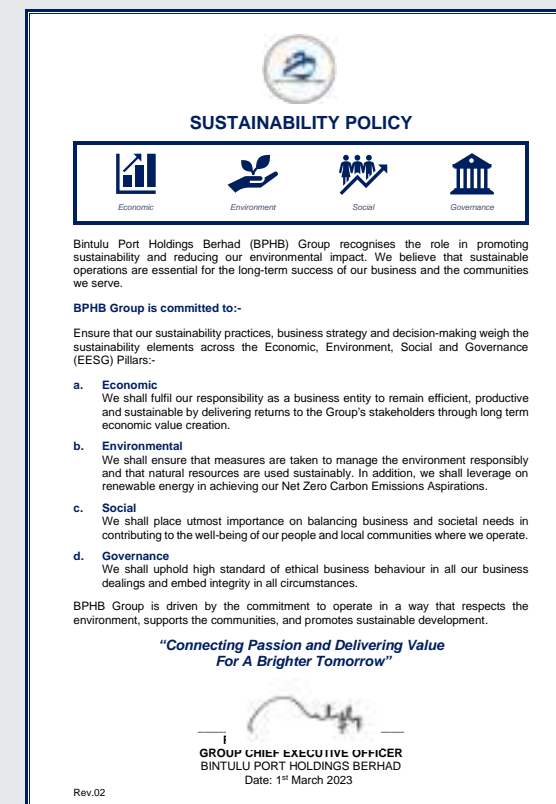 SUSTAINABILITY POLICY
Economic
Environment
Social
Governance
Bintulu Port Holdings Berhad (BPHB) Group recognises the role in promoting
sustainability and reducing our environmental impact. We believe that sustainable
operations are essential for the long-term success of our business and the communities
we serve.
BPHB Group is committed to:-
Ensure that our sustainability practices, business strategy and decision-making weigh the
sustainability elements across the Economic, Environment, Social and Governance
(EESG) Pillars:-
a. Economic
We shall fulfil our responsibility as a business entity to remain efficient, productive
and sustainable by delivering returns to the Group's stakeholders through long term
economic value creation.
b. Environmental
We shall ensure that measures are taken to manage the environment responsibly
and that natural resources are used sustainably. In addition, we shall leverage on
renewable energy in achieving our Net Zero Carbon Emissions Aspirations.
c. Social
We shall place utmost importance on balancing business and societal needs in
contributing to the well-being of our people and local communities where we operate.
d. Governance
We shall uphold high standard of ethical business behaviour in all our business
dealings and embed integrity in all circumstances.
BPHB Group is driven by the commitment to operate in a way that respects the
environment, supports the communities, and promotes sustainable development.
“Connecting Passion and Delivering Value
For A Brighter Tomorrow”
GROUP CHIEF EXECUTIVE OFFICER
BINTULU PORT HOLDINGS BERHAD
Date: 1st March 2023
Rev.02